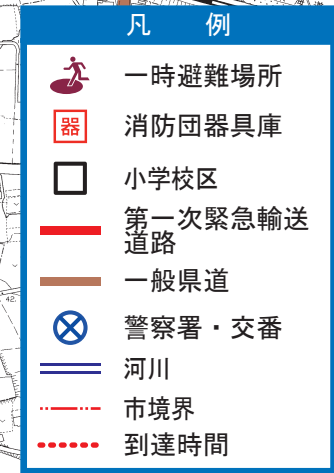 凡 例
一時避難場所
器 消防団器具庫
小学校区
第一次緊急輸送
道路
一般県道
警察署・交番
河川
市境界
到達時間
42.